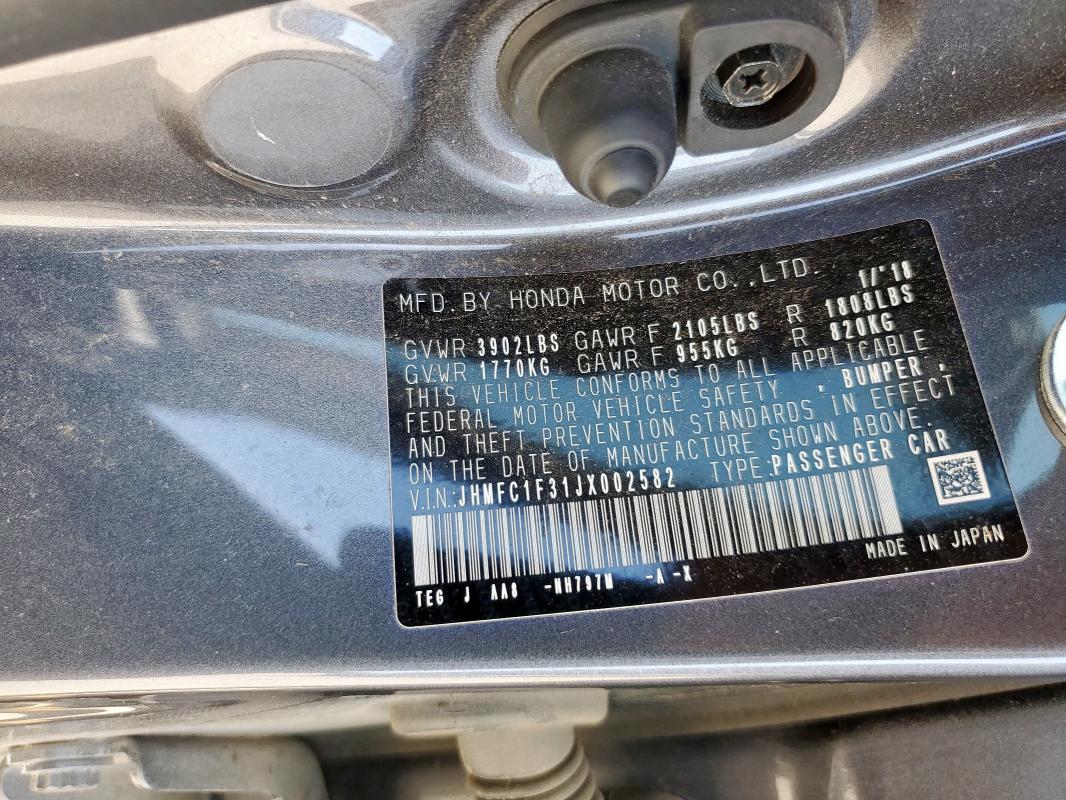 MFD. BY HONDA MOTOR CO., LTD. 1/'18
GVWR 3902LBS GAWR F 2105LBS R 1808LBS
GVWR 1770KG GAWR F 955KG R 820KG
THIS VEHICLE CONFORMS TO ALL APPLICABLE
FEDERAL MOTOR VEHICLE SAFETY , BUMPER ,
AND THEFT PREVENTION STANDARDS IN EFFECT
ON THE DATE OF MANUFACTURE SHOWN ABOVE.
V.I.N.:JHMFC1F31JX002582 TYPE:PASSENGER CAR
MADE IN JAPAN
TEG J AA8 -NH797M -A -X